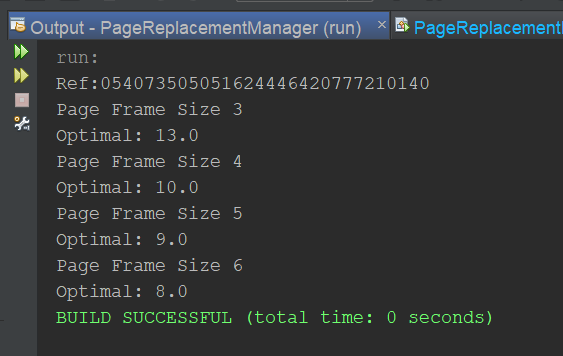 Output - PageReplacementManager (run) × PageReplacement
run:
Ref:054073505051624446420777210140
Page Frame Size 3
Optimal: 13.0
Page Frame Size 4
Optimal: 10.0
Page Frame Size 5
Optimal: 9.0
Page Frame Size 6
Optimal: 8.0
BUILD SUCCESSFUL (total time: 0 seconds)